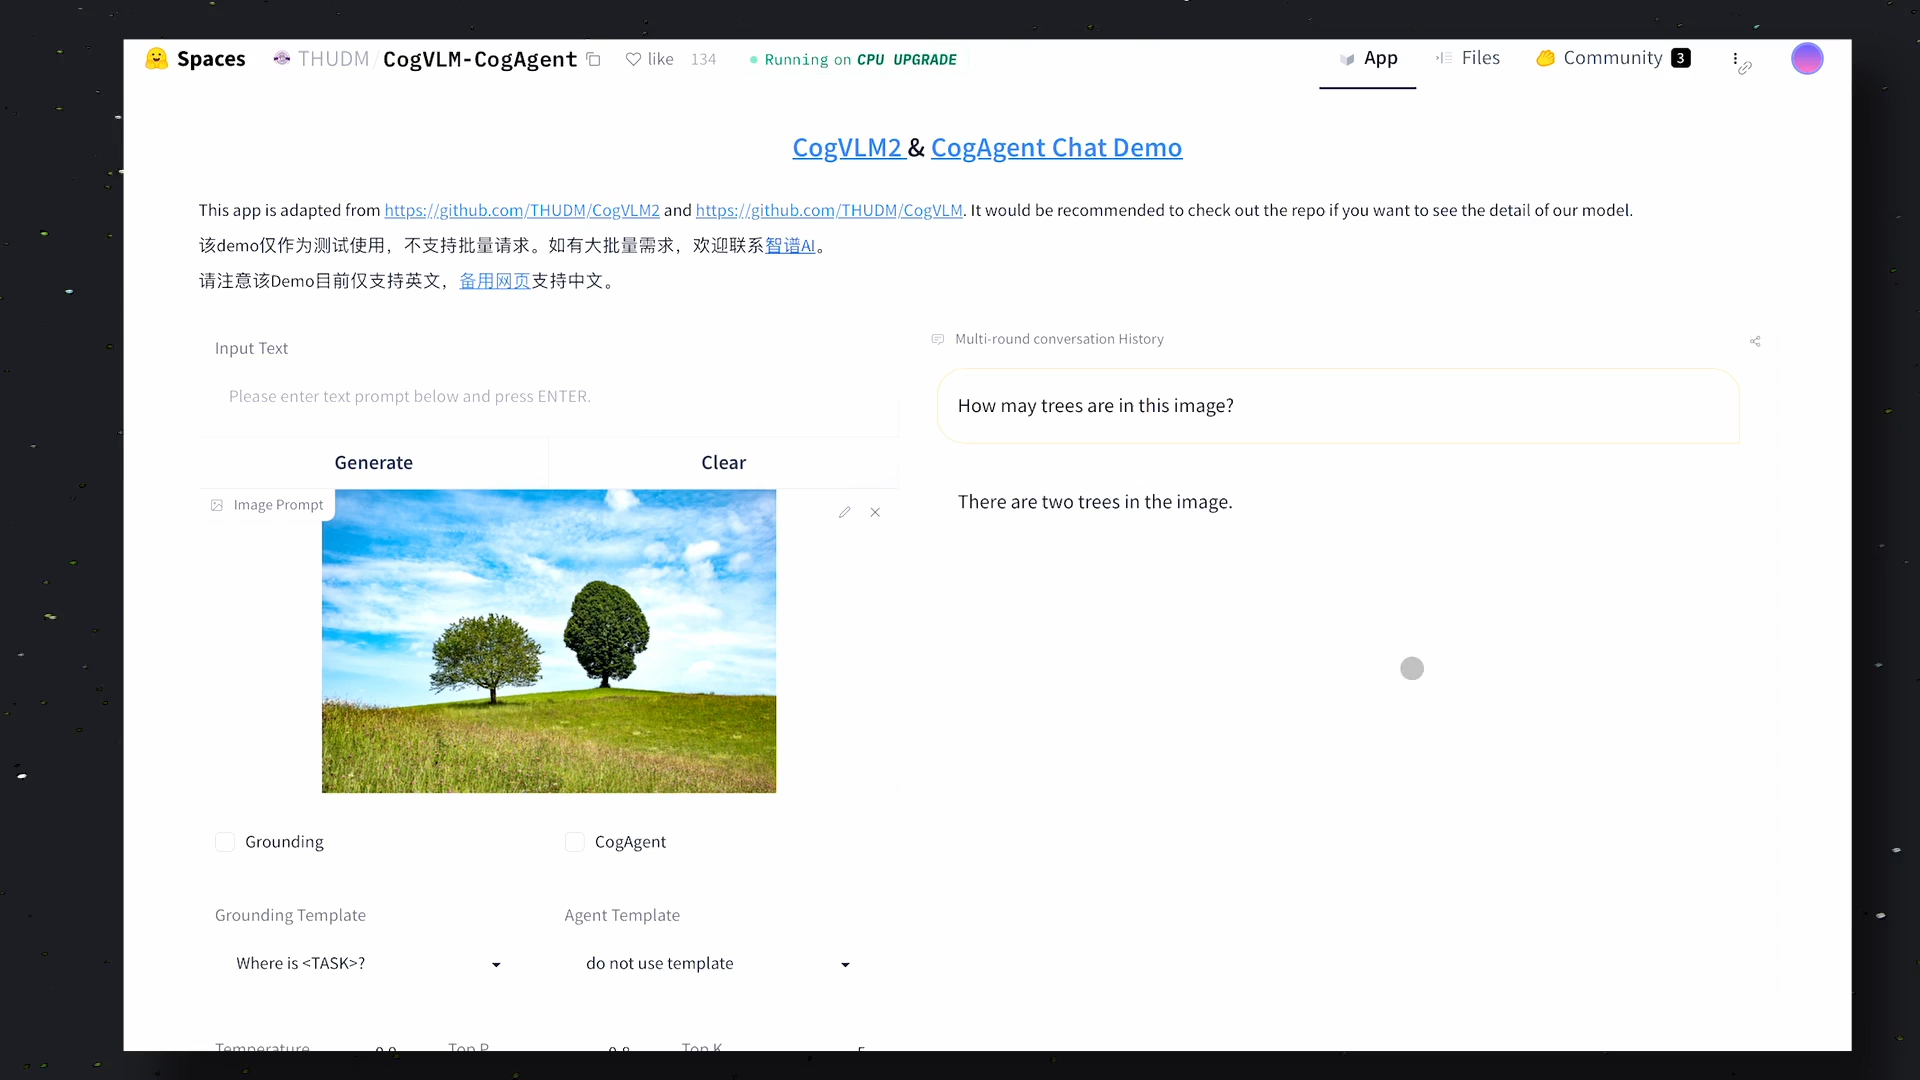 Spaces THUDM / CogVLM-CogAgent like 134 Running on CPU UPGRADE App Files Community 3
CogVLM2 & CogAgent Chat Demo
This app is adapted from https://github.com/THUDM/CogVLM2 and https://github.com/THUDM/CogVLM. It would be recommended to check out the repo if you want to see the detail of our model.
该demo仅作为测试使用，不支持批量请求。如有大批量需求，欢迎联系智谱AI。
请注意该Demo目前仅支持英文，备用网页支持中文。
Input Text
Please enter text prompt below and press ENTER.
Generate Clear
Image Prompt
Multi-round conversation History
How may trees are in this image?
There are two trees in the image.
Grounding CogAgent
Grounding Template Agent Template
Where is <TASK>? do not use template
Temperature Top P Top K